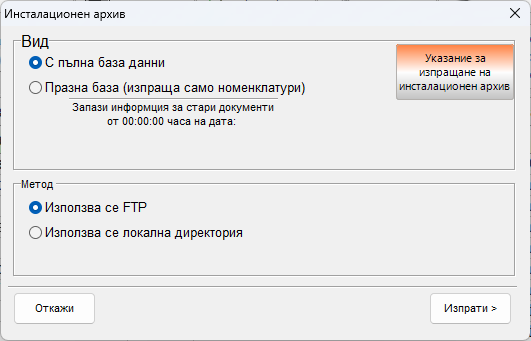 Инсталационен архив
Вид
С пълна база данни
Празна база (изпраща само номенклатури)
Запази информция за стари документи
от 00:00:00 часа на дата:
Указание за
изпращане на
инсталационен архив
Метод
Използва се FTP
Използва се локална директория
Откажи
Изпрати >